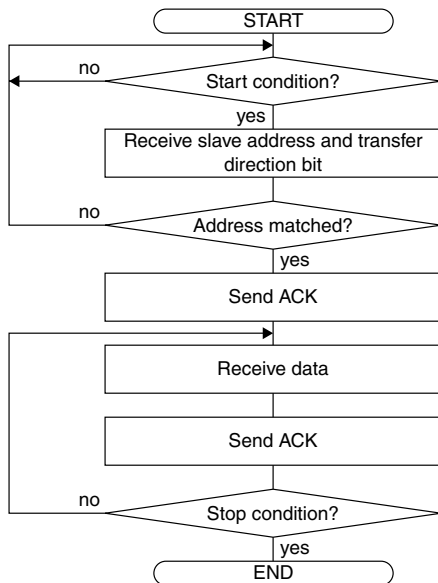 START
no
Start condition?
yes
Receive slave address and transfer
direction bit
no
Address matched?
yes
Send ACK
Receive data
Send ACK
no
Stop condition?
yes
END